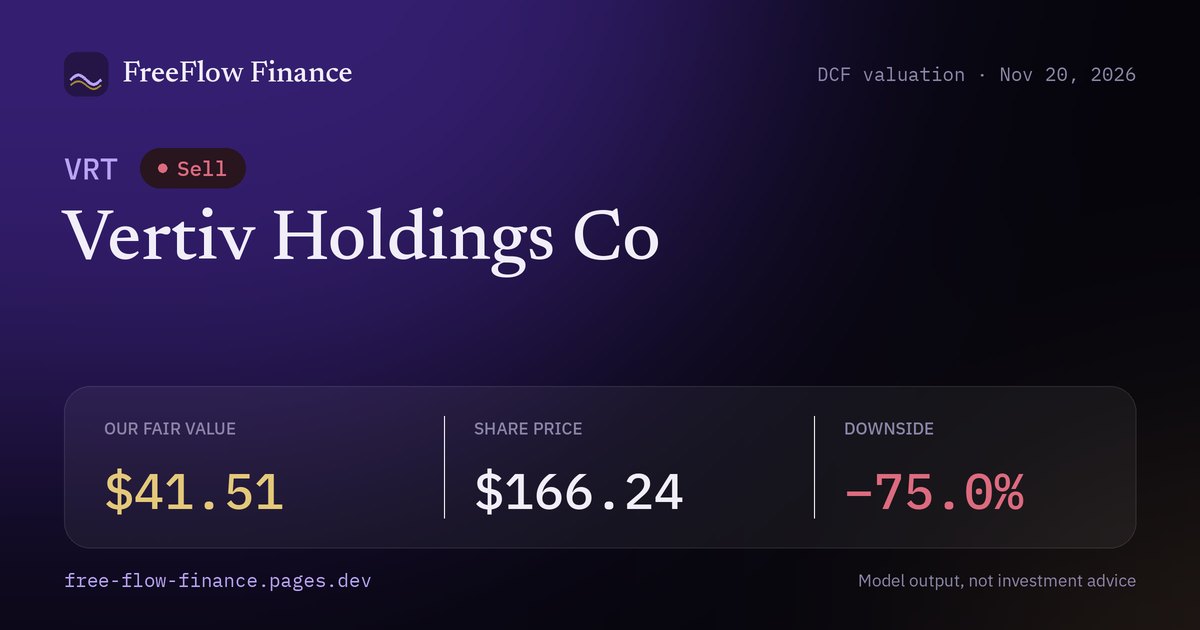 FreeFlow Finance
DCF valuation · Nov 20, 2026
VRT
Sell
Vertiv Holdings Co
OUR FAIR VALUE
$41.51
SHARE PRICE
$166.24
DOWNSIDE
−75.0%
free-flow-finance.pages.dev
Model output, not investment advice